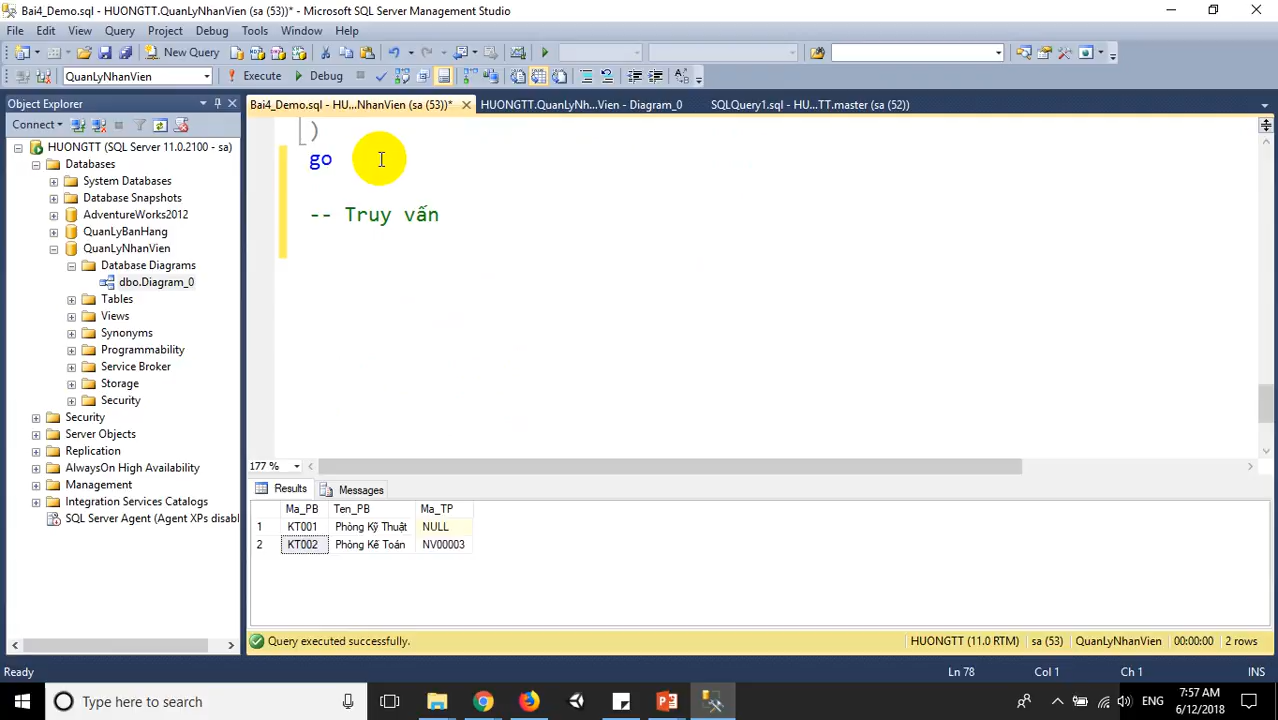 Bai4_Demo.sql - HUONGTT.QuanLyNhanVien (sa (53))* - Microsoft SQL Server Management Studio
File Edit View Query Project Debug Tools Window Help
New Query
QuanLyNhanVien Execute Debug
Object Explorer
Bai4_Demo.sql - HU...NhanVien (sa (53))* HUONGTT.QuanLyNh...Vien - Diagram_0 SQLQuery1.sql - HU...TT.master (sa (52))
Connect
HUONGTT (SQL Server 11.0.2100 - sa)
Databases
System Databases
Database Snapshots
AdventureWorks2012
QuanLyBanHang
QuanLyNhanVien
Database Diagrams
dbo.Diagram_0
Tables
Views
Synonyms
Programmability
Service Broker
Storage
Security
Security
Server Objects
Replication
AlwaysOn High Availability
Management
Integration Services Catalogs
SQL Server Agent (Agent XPs disabl
)
go
-- Truy vấn
177 %
Results Messages
Ma_PB Ten_PB Ma_TP
1 KT001 Phòng Kỹ Thuật NULL
2 KT002 Phòng Kế Toán NV00003
Query executed successfully. HUONGTT (11.0 RTM) sa (53) QuanLyNhanVien 00:00:00 2 rows
Ready Ln 78 Col 1 Ch 1 INS
Type here to search ENG 7:57 AM
6/12/2018